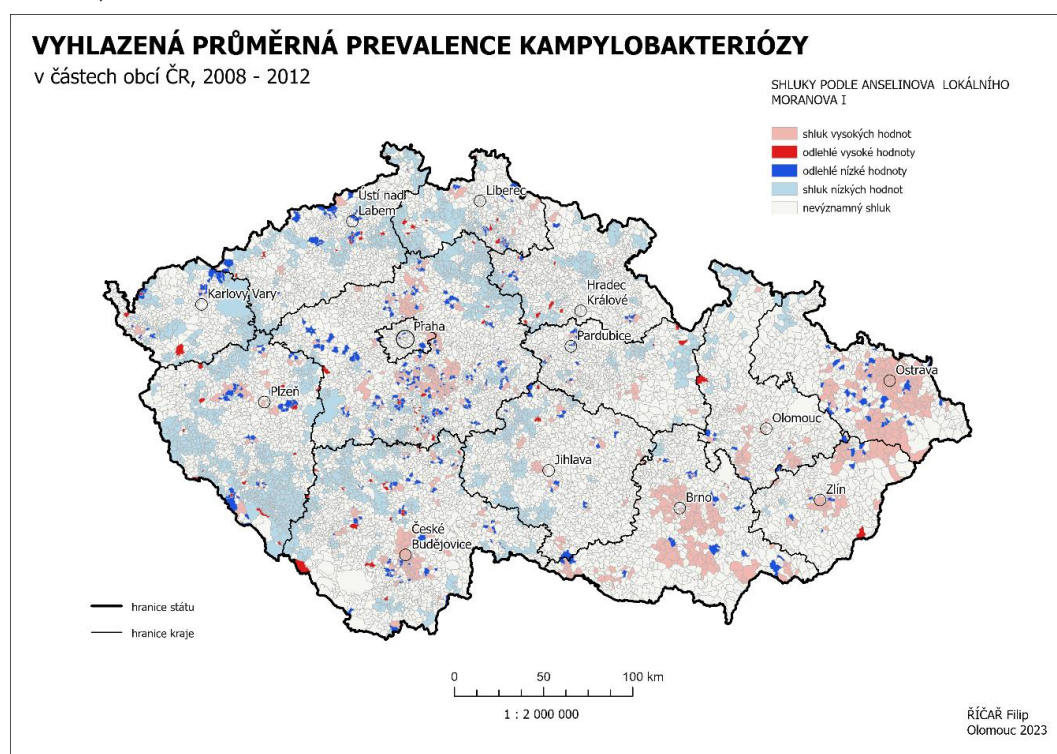 VYHLAZENÁ PRŮMĚRNÁ PREVALENCE KAMPYLOBAKTERIÓZY
v částech obcí ČR, 2008 - 2012
SHLUKY PODLE ANSELINOVA LOKÁLNÍHO
MORANOVA I
shluk vysokých hodnot
odlehlé vysoké hodnoty
odlehlé nízké hodnoty
shluk nízkých hodnot
nevýznamný shluk
Ústí nad
Labem
Liberec
Karlovy Vary
Hradec
Králové
Praha
Pardubice
Plzeň
Ostrava
Olomouc
Jihlava
Brno
Zlín
České
Budějovice
hranice státu
hranice kraje
0 50 100 km
1 : 2 000 000
ŘÍČAŘ Filip
Olomouc 2023